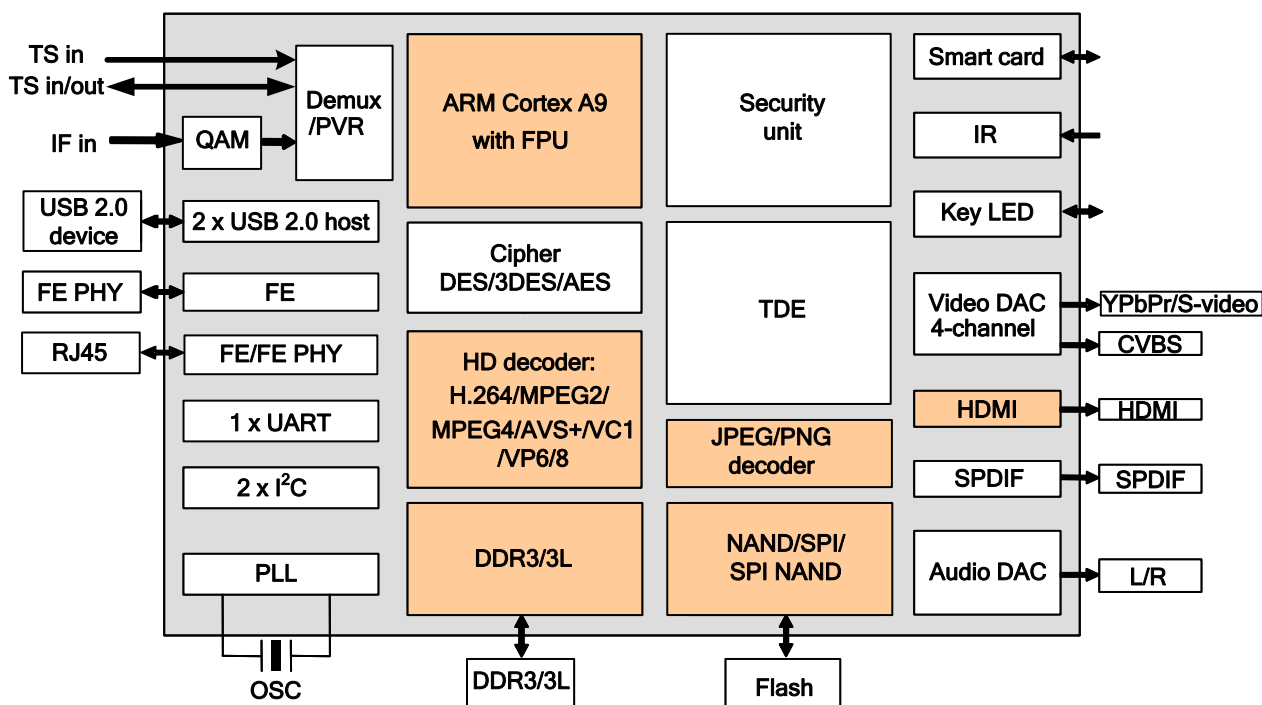 TS in
TS in/out
IF in
QAM
Demux
/PVR
USB 2.0
device
2 x USB 2.0 host
FE PHY
FE
RJ45
FE/FE PHY
1 x UART
2 x I²C
PLL
OSC
ARM Cortex A9
with FPU
Cipher
DES/3DES/AES
HD decoder:
H.264/MPEG2/
MPEG4/AVS+/VC1
/VP6/8
DDR3/3L
DDR3/3L
Security
unit
TDE
JPEG/PNG
decoder
NAND/SPI/
SPI NAND
Flash
Smart card
IR
Key LED
Video DAC
4-channel
YPbPr/S-video
CVBS
HDMI
HDMI
SPDIF
SPDIF
Audio DAC
L/R